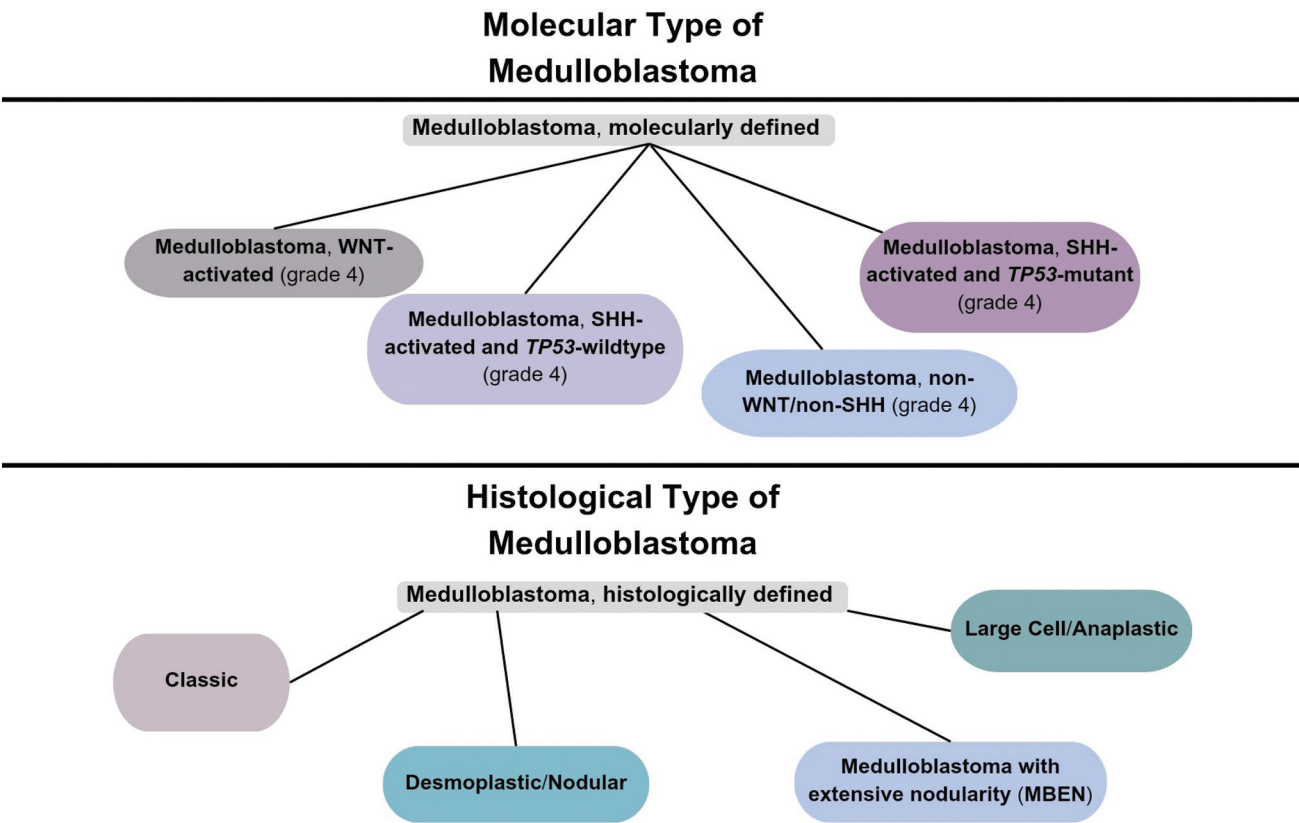 Molecular Type of
Medulloblastoma
Medulloblastoma, molecularly defined
Medulloblastoma, WNT-
activated (grade 4)
Medulloblastoma, SHH-
activated and TP53-wildtype
(grade 4)
Medulloblastoma, non-
WNT/non-SHH (grade 4)
Medulloblastoma, SHH-
activated and TP53-mutant
(grade 4)
Histological Type of
Medulloblastoma
Medulloblastoma, histologically defined
Classic
Desmoplastic/Nodular
Medulloblastoma with
extensive nodularity (MBEN)
Large Cell/Anaplastic